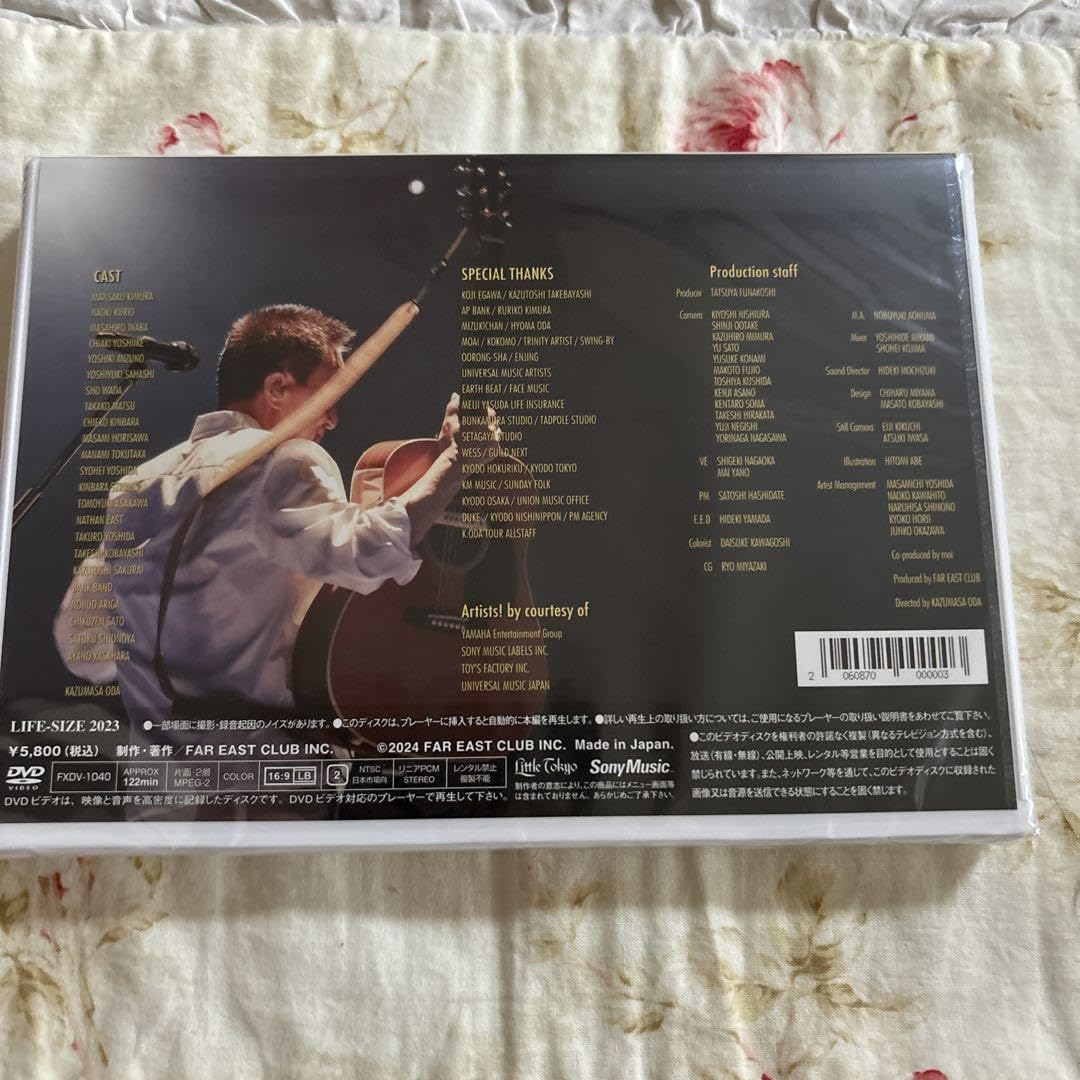 CAST
MANSAKU KIMURA
NAOKI KURIO
MASAHIRO INABA
CHIAKI YOSHIIKE
YOSHIKI MIZUNO
YOSHIYUKI SAHASHI
SHO WADA
TAKAKO MATSU
CHIEKO KINBARA
MASAMI HORISAWA
MANAMI TOKUTAKA
SYOHEI YOSHIDA
KINBARA STRINGS
TOMOYUKI ASAKAWA
NATHAN EAST
TAKURO YOSHIDA
TAKESHI KOBAYASHI
KAZUTOSHI SAKURAI
BANK BAND
NOBUO ARIGA
CHIKUZEN SATO
SATORU SHIONOYA
AYANO KASAHARA
KAZUMASA ODA
SPECIAL THANKS
KOJI EGAWA / KAZUTOSHI TAKEBAYASHI
AP BANK / RURIKO KIMURA
MIZUKICHAN / HYOMA ODA
MOAI / KOKOMO / TRINITY ARTIST / SWING-BY
OORONG-SHA / ENJING
UNIVERSAL MUSIC ARTISTS
EARTH BEAT / FACE MUSIC
MEIJI YASUDA LIFE INSURANCE
BUNKAMURA STUDIO / TADPOLE STUDIO
SETAGAYA STUDIO
WESS / GUILD NEXT
KYODO HOKURIKU / KYODO TOKYO
KM MUSIC / SUNDAY FOLK
KYODO OSAKA / UNION MUSIC OFFICE
DUKE / KYODO NISHINIPPON / PM AGENCY
K.ODA TOUR ALLSTAFF
Artists! by courtesy of
YAMAHA Entertainment Group
SONY MUSIC LABELS INC.
TOY'S FACTORY INC.
UNIVERSAL MUSIC JAPAN
Production staff
Producer TATSUYA FUNAKOSHI
Camera KIYOSHI NISHIURA
SHINJI OOTAKE
KAZUHIRO MIMURA
YU SATO
YUSUKE KONAMI
MAKOTO FUJIO
TOSHIYA KUSHIDA
KENJI ASANO
KENTARO SOMA
TAKESHI HIRAKATA
YUJI NEGISHI
YORINAGA NAGASAWA
VE SHIGEKI NAGAOKA
MAI YANO
PM SATOSHI HASHIDATE
E.E.D HIDEKI YAMADA
Colorist DAISUKE KAWAGOSHI
CG RYO MIYAZAKI
M.A. NOBUYUKI AONUMA
Mixer YOSHIHIDE MIKAMI
SHOHEI KOJIMA
Sound Director HIDEKI MOCHIZUKI
Design CHIHARU MIYAMA
MASATO KOBAYASHI
Still Camera EIJI KIKUCHI
ATSUKI IWASA
Illustration HITOMI ABE
Artist Management MASAMICHI YOSHIDA
NAOKO KAWAHITO
NARUHISA SHIMONO
KYOKO HORII
JUNKO OKAZAWA
Co-produced by moi
Produced by FAR EAST CLUB
Directed by KAZUMASA ODA
2 060870 000003
LIFE-SIZE 2023 ●一部場面に撮影・録音起因のノイズがあります。●このディスクは、プレーヤーに挿入すると自動的に本編を再生します。●詳しい再生上の取り扱い方については、ご使用になるプレーヤーの取り扱い説明書をあわせてご覧下さい。
¥5,800(税込) 制作・著作/FAR EAST CLUB INC. ©2024 FAR EAST CLUB INC. Made in Japan.
DVD VIDEO FXDV-1040 APPROX 122min 片面・2層 MPEG-2 COLOR 16:9 LB 2 NTSC 日本市場向 リニアPCM STEREO レンタル禁止 複製不能 Little Tokyo SonyMusic
DVDビデオは、映像と音声を高密度に記録したディスクです。DVDビデオ対応のプレーヤーで再生して下さい。
制作者の意志により、この商品にはメニュー画面等
は含まれておりません。あらかじめご了承下さい。
●このビデオディスクを権利者の許諾なく複製(異なるテレビジョン方式を含む)、
放送(有線・無線)、公開上映、レンタル等営業を目的として使用することは固く
禁じられています。また、ネットワーク等を通じて、このビデオディスクに収録された
画像又は音源を送信できる状態にすることを固く禁じます。